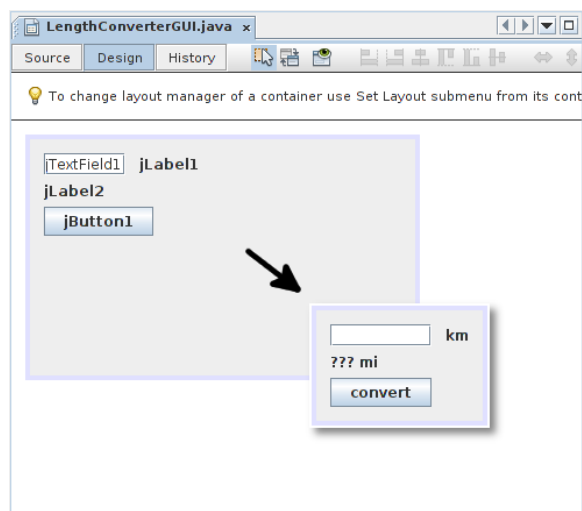 LengthConverterGUI.java x
Source Design History
To change layout manager of a container use Set Layout submenu from its cont
jTextField1 jLabel1
jLabel2
jButton1
km
??? mi
convert